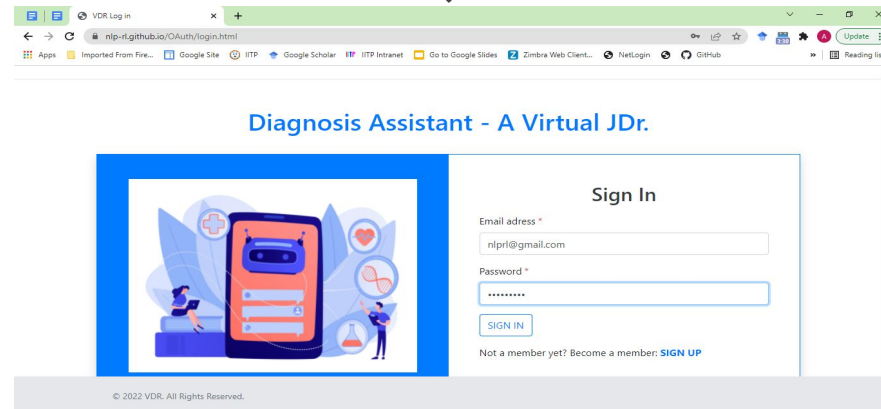 VDR Log in
nlp-rl.github.io/OAuth/login.html
Update
Apps Imported From Fire... Google Site IITP Google Scholar IITP Intranet Go to Google Slides Zimbra Web Client... NetLogin GitHub » Reading lis
Diagnosis Assistant - A Virtual JDr.
Sign In
Email adress *
nlprl@gmail.com
Password *
•••••••••
SIGN IN
Not a member yet? Become a member: SIGN UP
© 2022 VDR. All Rights Reserved.